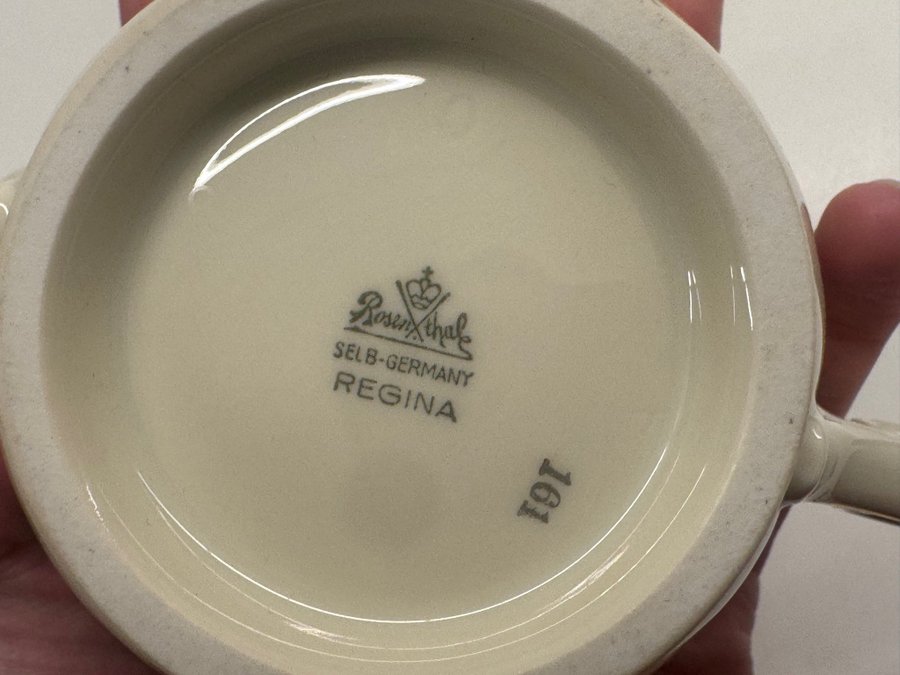 Rosenthal
SELB-GERMANY
REGINA
161